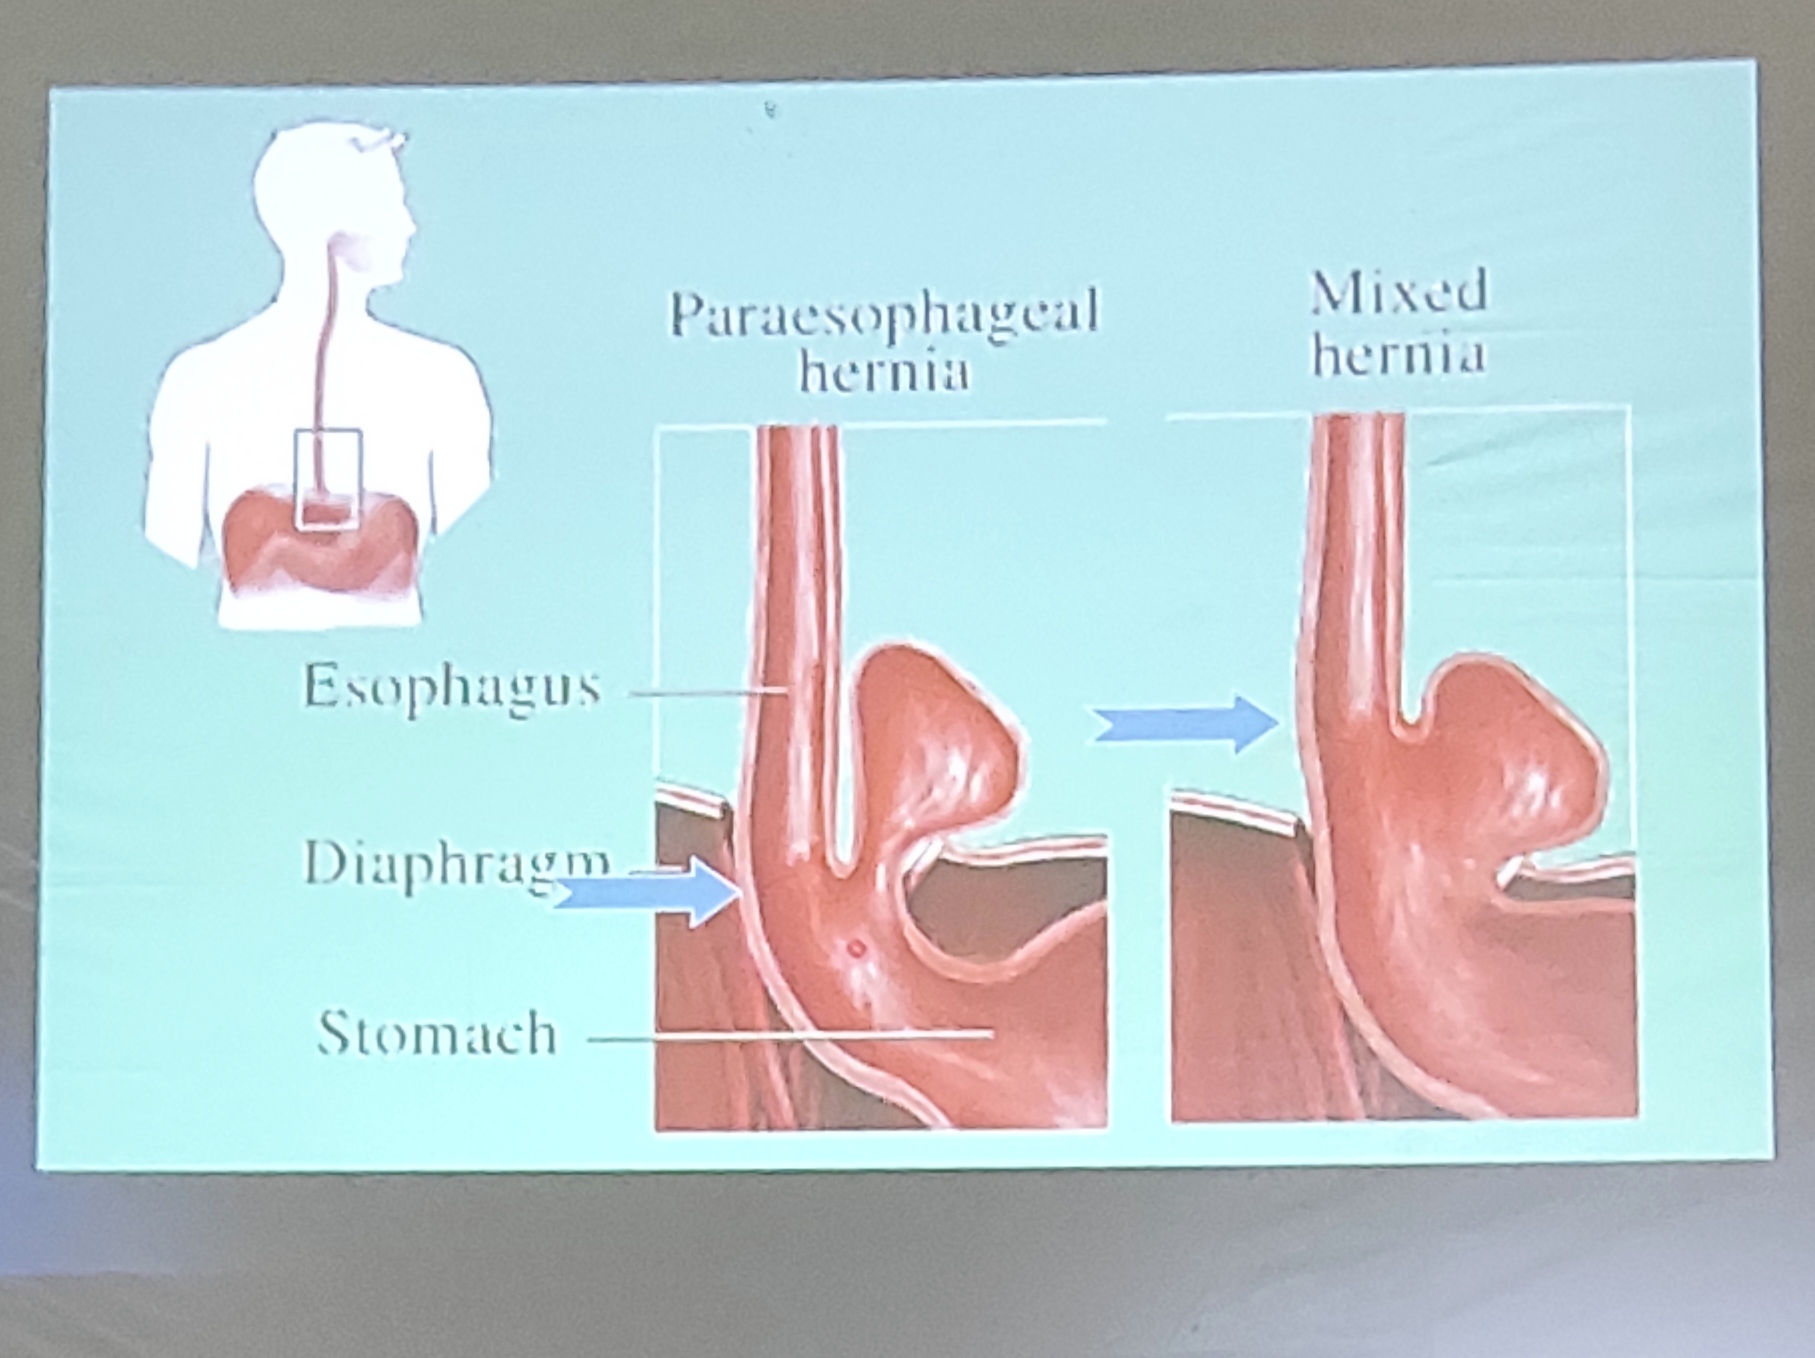 Paraesophageal
hernia
Mixed
hernia
Esophagus
Diaphragm
Stomach